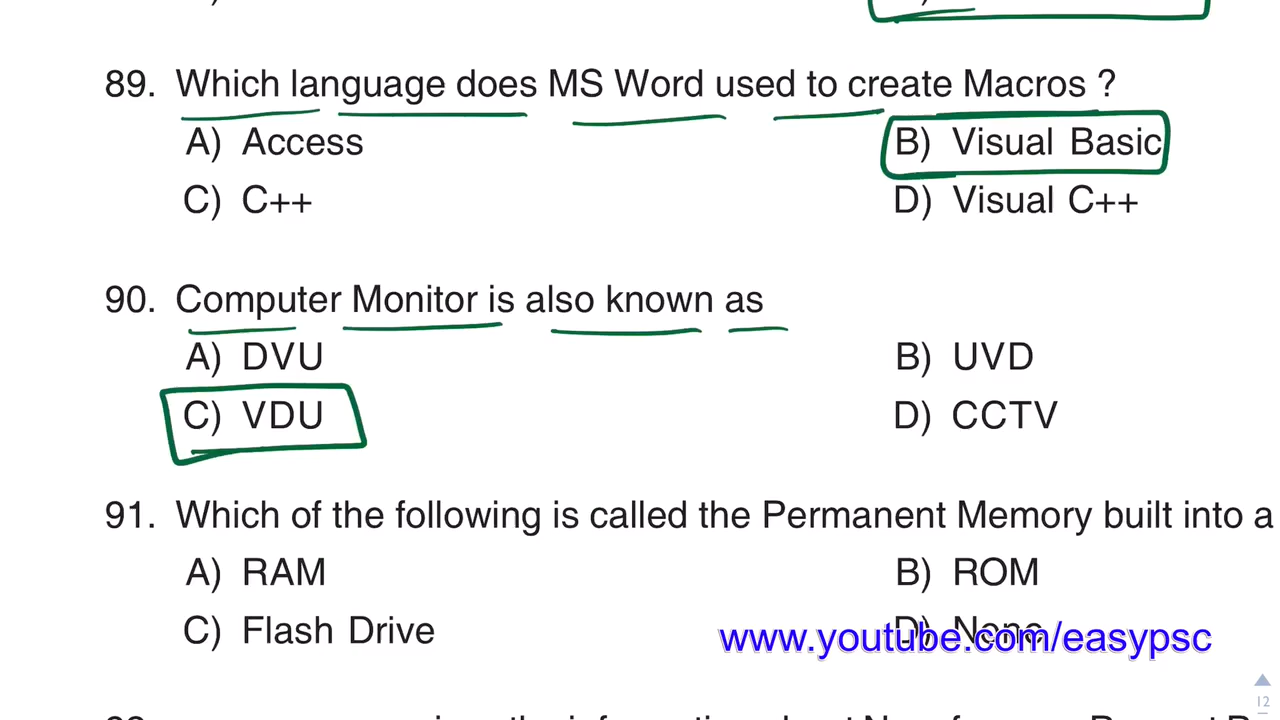 89. Which language does MS Word used to create Macros ?
A) Access B) Visual Basic
C) C++ D) Visual C++
90. Computer Monitor is also known as
A) DVU B) UVD
C) VDU D) CCTV
91. Which of the following is called the Permanent Memory built into a
A) RAM B) ROM
C) Flash Drive D) None
www.youtube.com/easypsc
12